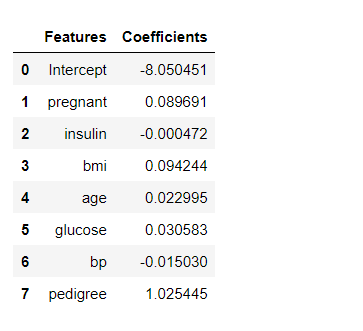 Features Coefficients
0 Intercept -8.050451
1 pregnant 0.089691
2 insulin -0.000472
3 bmi 0.094244
4 age 0.022995
5 glucose 0.030583
6 bp -0.015030
7 pedigree 1.025445